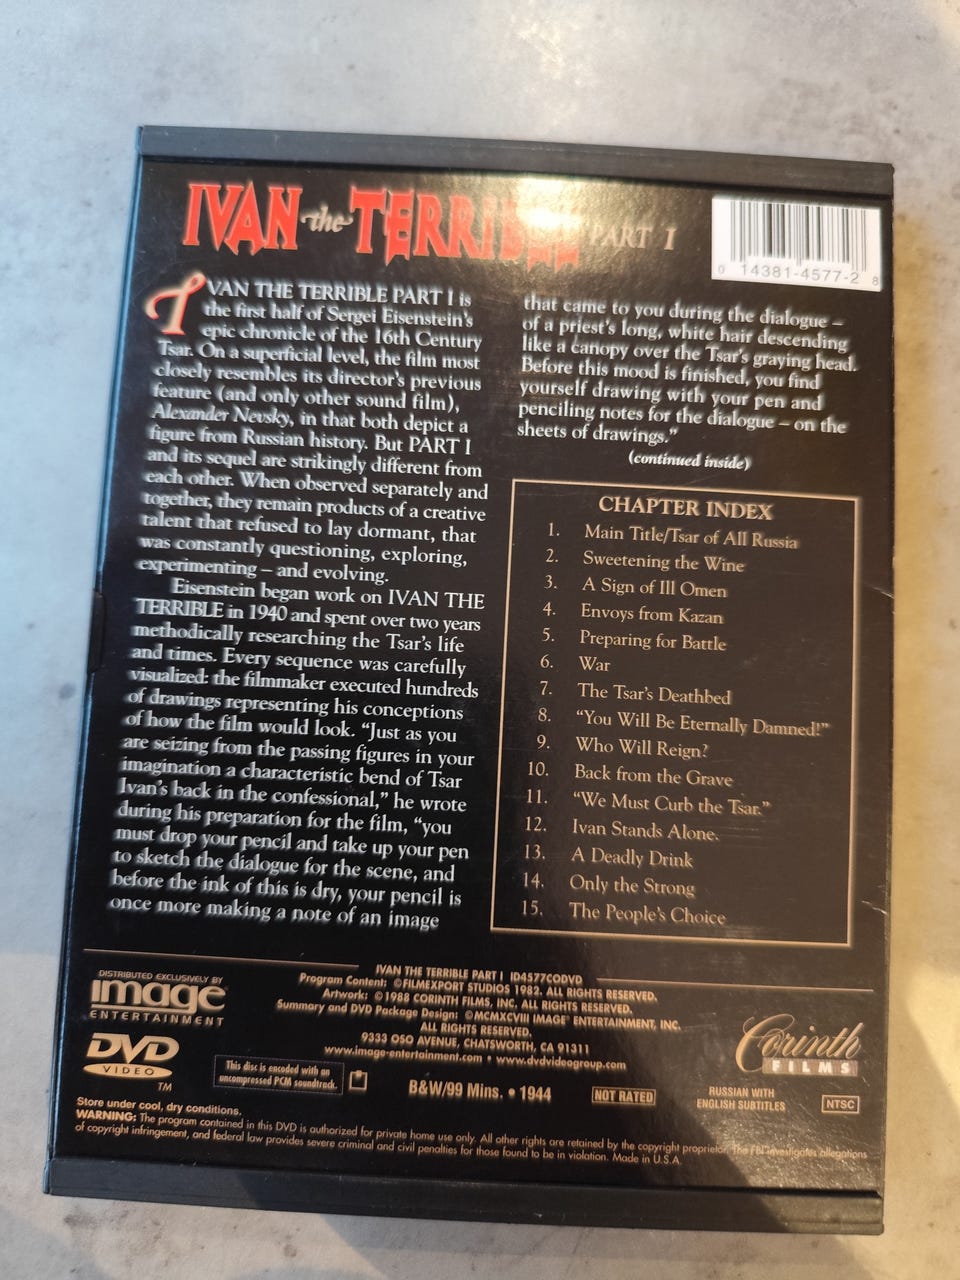 IVAN the TERRIBLE PART I
0 14381-4577-2 8
IVAN THE TERRIBLE PART I is
the first half of Sergei Eisenstein's
epic chronicle of the 16th Century
Tsar. On a superficial level, the film most
closely resembles its director's previous
feature (and only other sound film),
Alexander Nevsky, in that both depict a
figure from Russian history. But PART I
and its sequel are strikingly different from
each other. When observed separately and
together, they remain products of a creative
talent that refused to lay dormant, that
was constantly questioning, exploring,
experimenting – and evolving.
Eisenstein began work on IVAN THE
TERRIBLE in 1940 and spent over two years
methodically researching the Tsar's life
and times. Every sequence was carefully
visualized: the filmmaker executed hundreds
of drawings representing his conceptions
of how the film would look. "Just as you
are seizing from the passing figures in your
imagination a characteristic bend of Tsar
Ivan's back in the confessional," he wrote
during his preparation for the film, "you
must drop your pencil and take up your pen
to sketch the dialogue for the scene, and
before the ink of this is dry, your pencil is
once more making a note of an image
that came to you during the dialogue –
of a priest's long, white hair descending
like a canopy over the Tsar's graying head.
Before this mood is finished, you find
yourself drawing with your pen and
penciling notes for the dialogue – on the
sheets of drawings."
(continued inside)
CHAPTER INDEX
1. Main Title/Tsar of All Russia
2. Sweetening the Wine
3. A Sign of Ill Omen
4. Envoys from Kazan
5. Preparing for Battle
6. War
7. The Tsar's Deathbed
8. "You Will Be Eternally Damned!"
9. Who Will Reign?
10. Back from the Grave
11. "We Must Curb the Tsar."
12. Ivan Stands Alone.
13. A Deadly Drink
14. Only the Strong
15. The People's Choice
DISTRIBUTED EXCLUSIVELY BY
image
ENTERTAINMENT
DVD
VIDEO
TM
IVAN THE TERRIBLE PART I ID4577CODVD
Program Content: ©FILMEXPORT STUDIOS 1982. ALL RIGHTS RESERVED.
Artwork: ©1988 CORINTH FILMS, INC. ALL RIGHTS RESERVED.
Summary and DVD Package Design: ©MCMXCVIII IMAGE® ENTERTAINMENT, INC.
ALL RIGHTS RESERVED.
9333 OSO AVENUE, CHATSWORTH, CA 91311
www.image-entertainment.com • www.dvdvideogroup.com
This disc is encoded with an
uncompressed PCM soundtrack.
B&W/99 Mins. • 1944
NOT RATED
Corinth
FILMS
RUSSIAN WITH
ENGLISH SUBTITLES
NTSC
Store under cool, dry conditions.
WARNING: The program contained in this DVD is authorized for private home use only. All other rights are retained by the copyright proprietor. The FBI investigates allegations
of copyright infringement, and federal law provides severe criminal and civil penalties for those found to be in violation. Made in U.S.A.